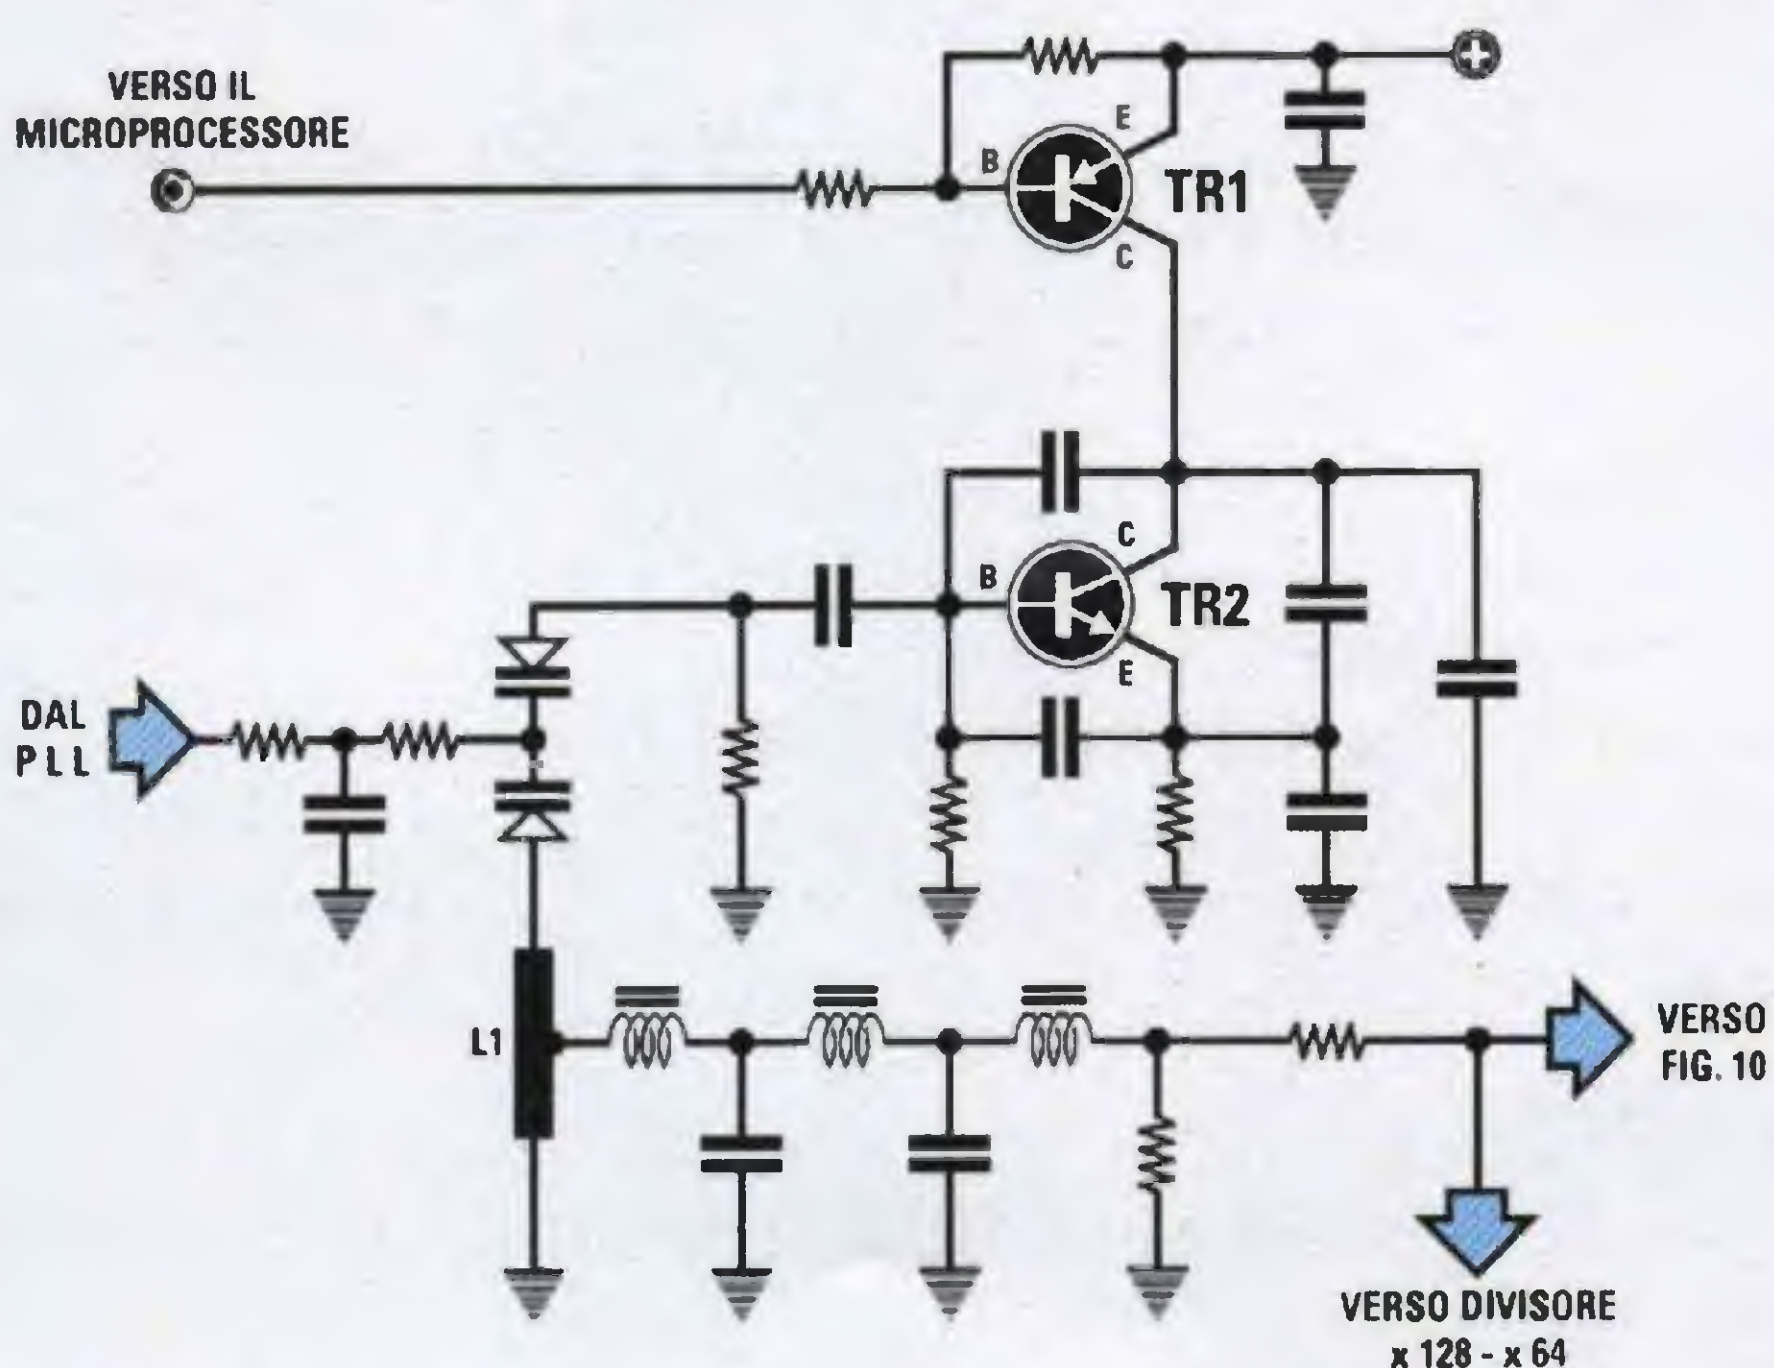 VERSO IL
MICROPROCESSORE
+
E
B
TR1
C
C
B
TR2
E
DAL
PLL
L1
VERSO
FIG. 10
VERSO DIVISORE
x 128 - x 64